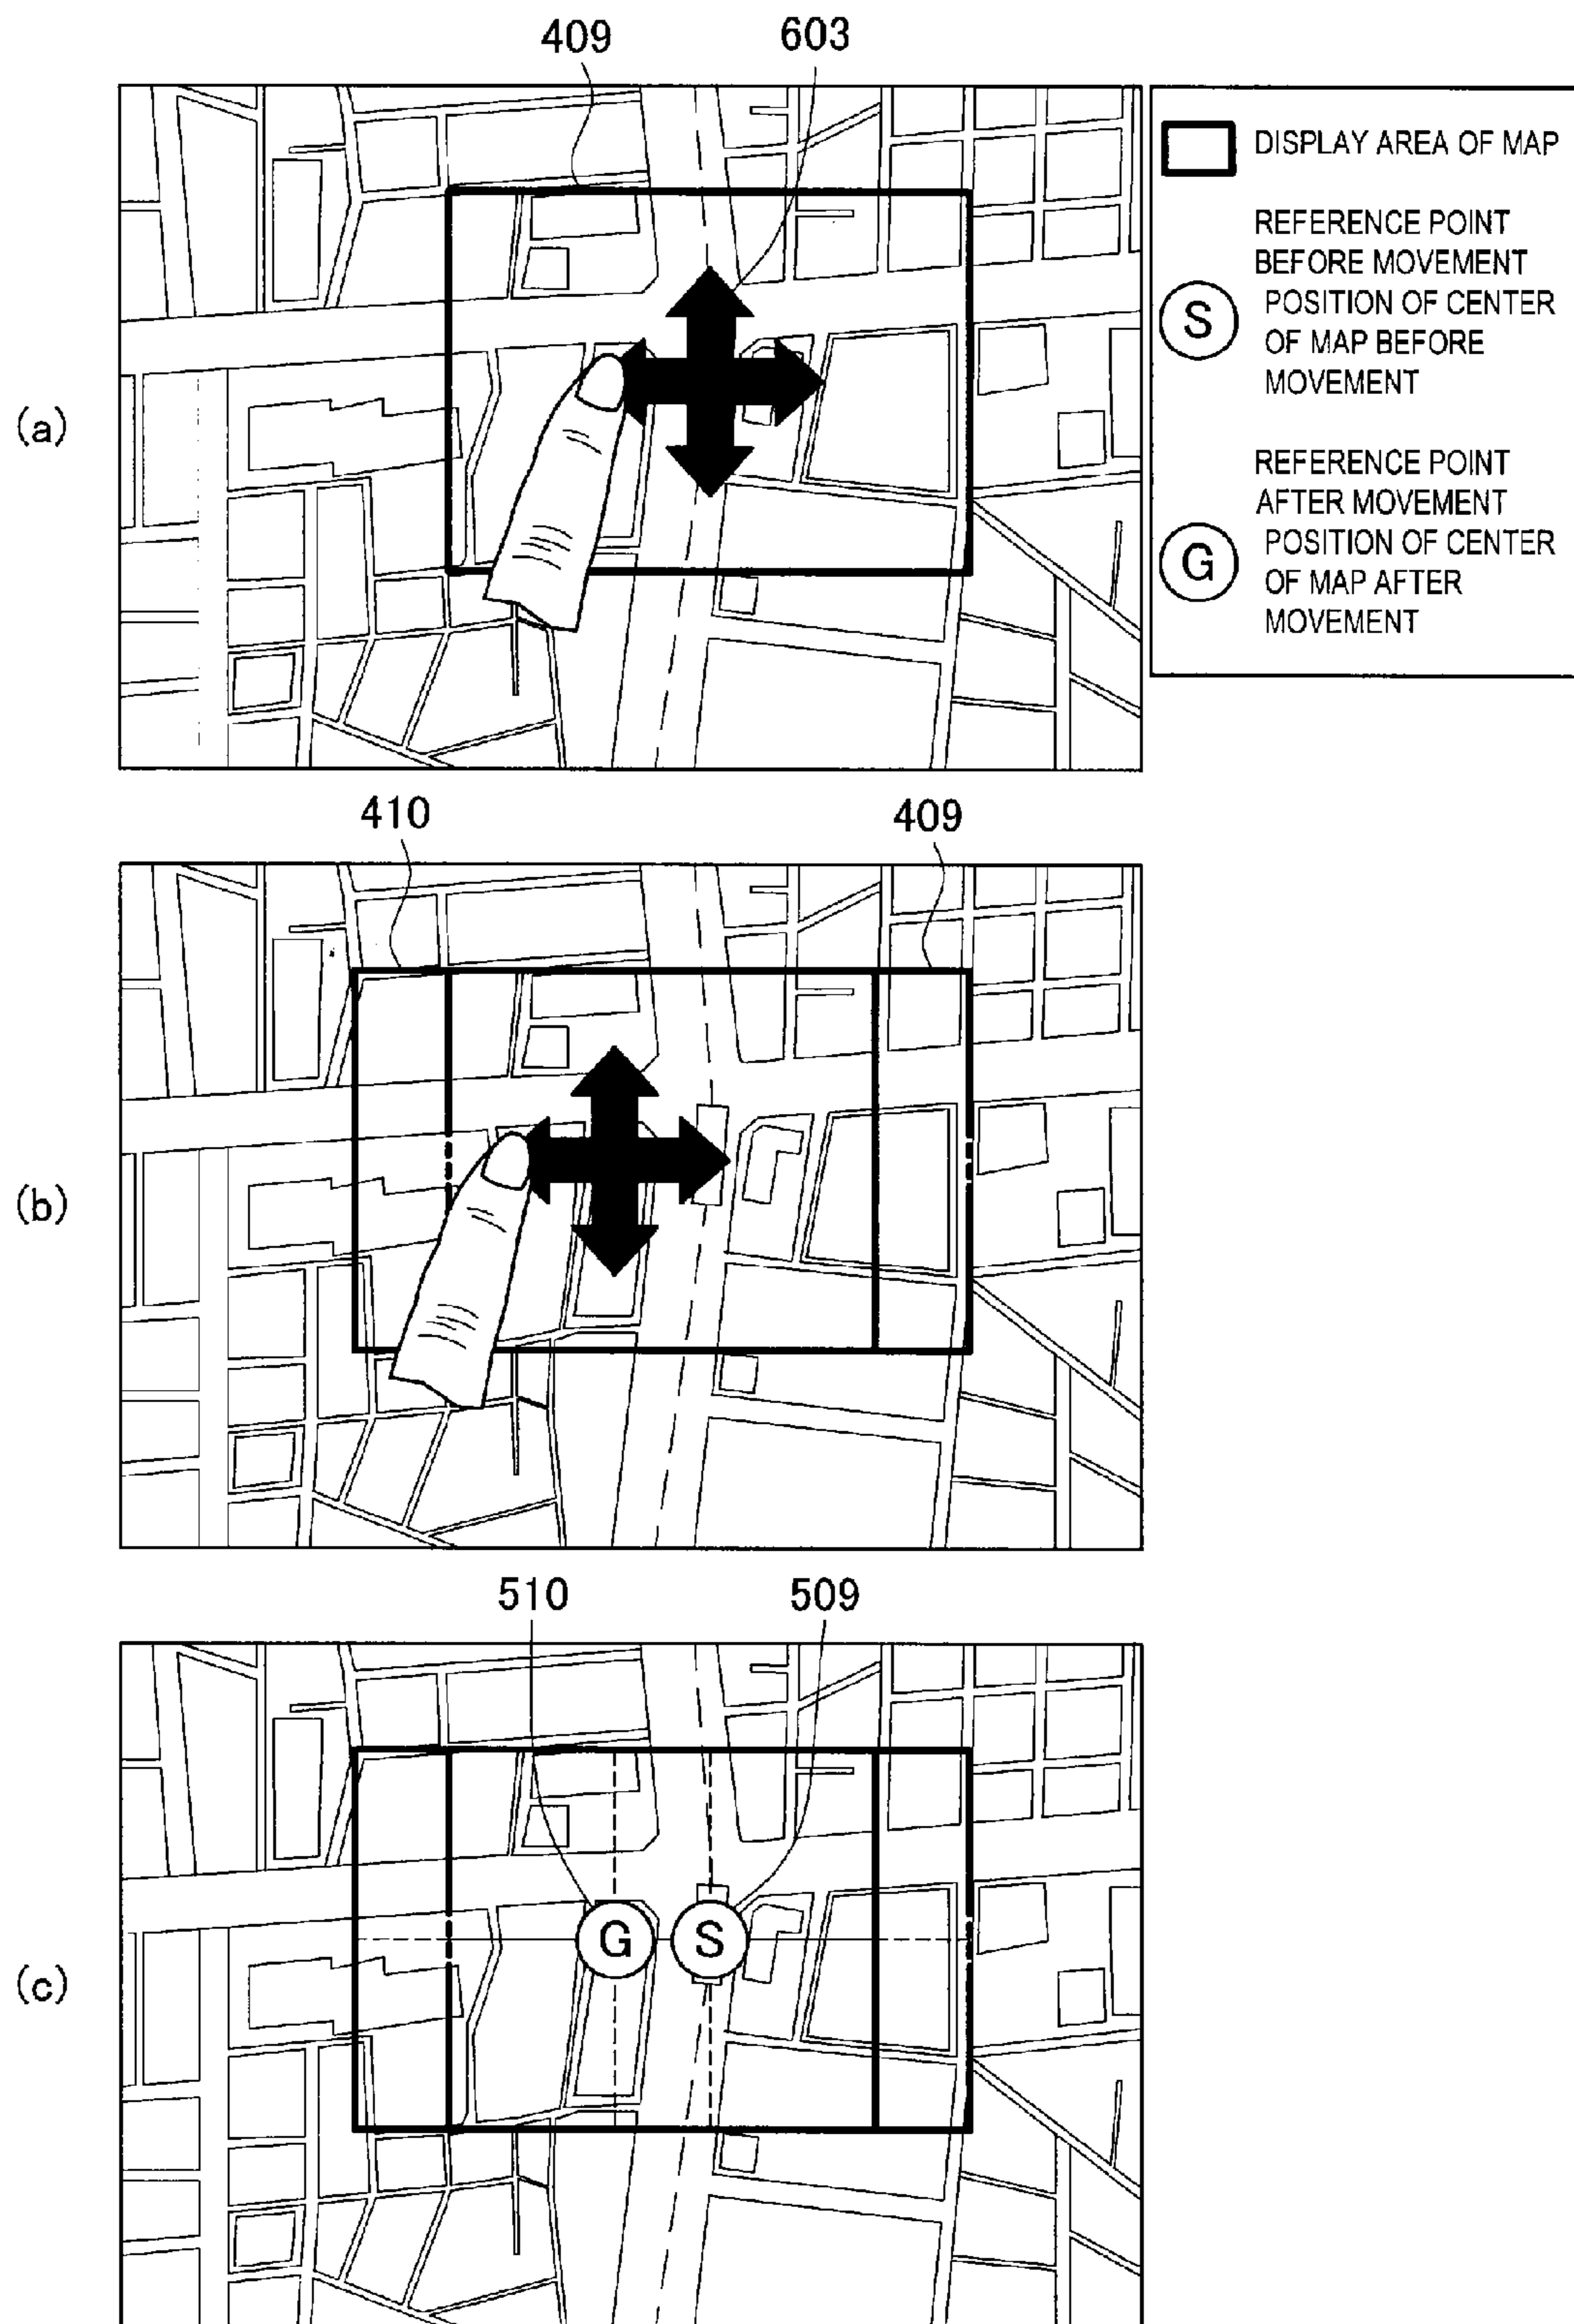 409
603
DISPLAY AREA OF MAP
REFERENCE POINT
BEFORE MOVEMENT
S
POSITION OF CENTER
OF MAP BEFORE
MOVEMENT
REFERENCE POINT
AFTER MOVEMENT
G
POSITION OF CENTER
OF MAP AFTER
MOVEMENT
(a)
410
409
(b)
510
509
G
S
(c)